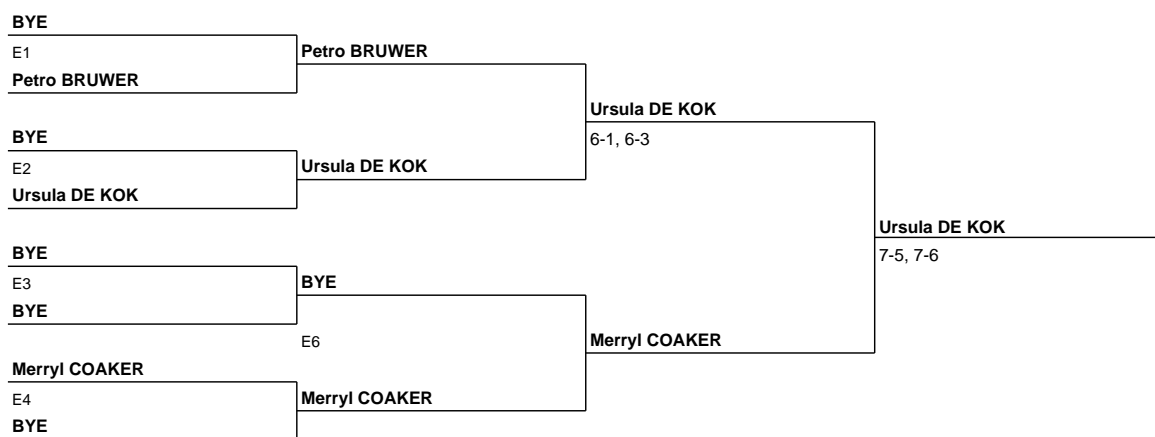 BYE
E1
Petro BRUWER
Petro BRUWER
BYE
E2
Ursula DE KOK
Ursula DE KOK
Ursula DE KOK
6-1, 6-3
BYE
E3
BYE
BYE
E6
Merryl COAKER
E4
BYE
Merryl COAKER
Merryl COAKER
Ursula DE KOK
7-5, 7-6